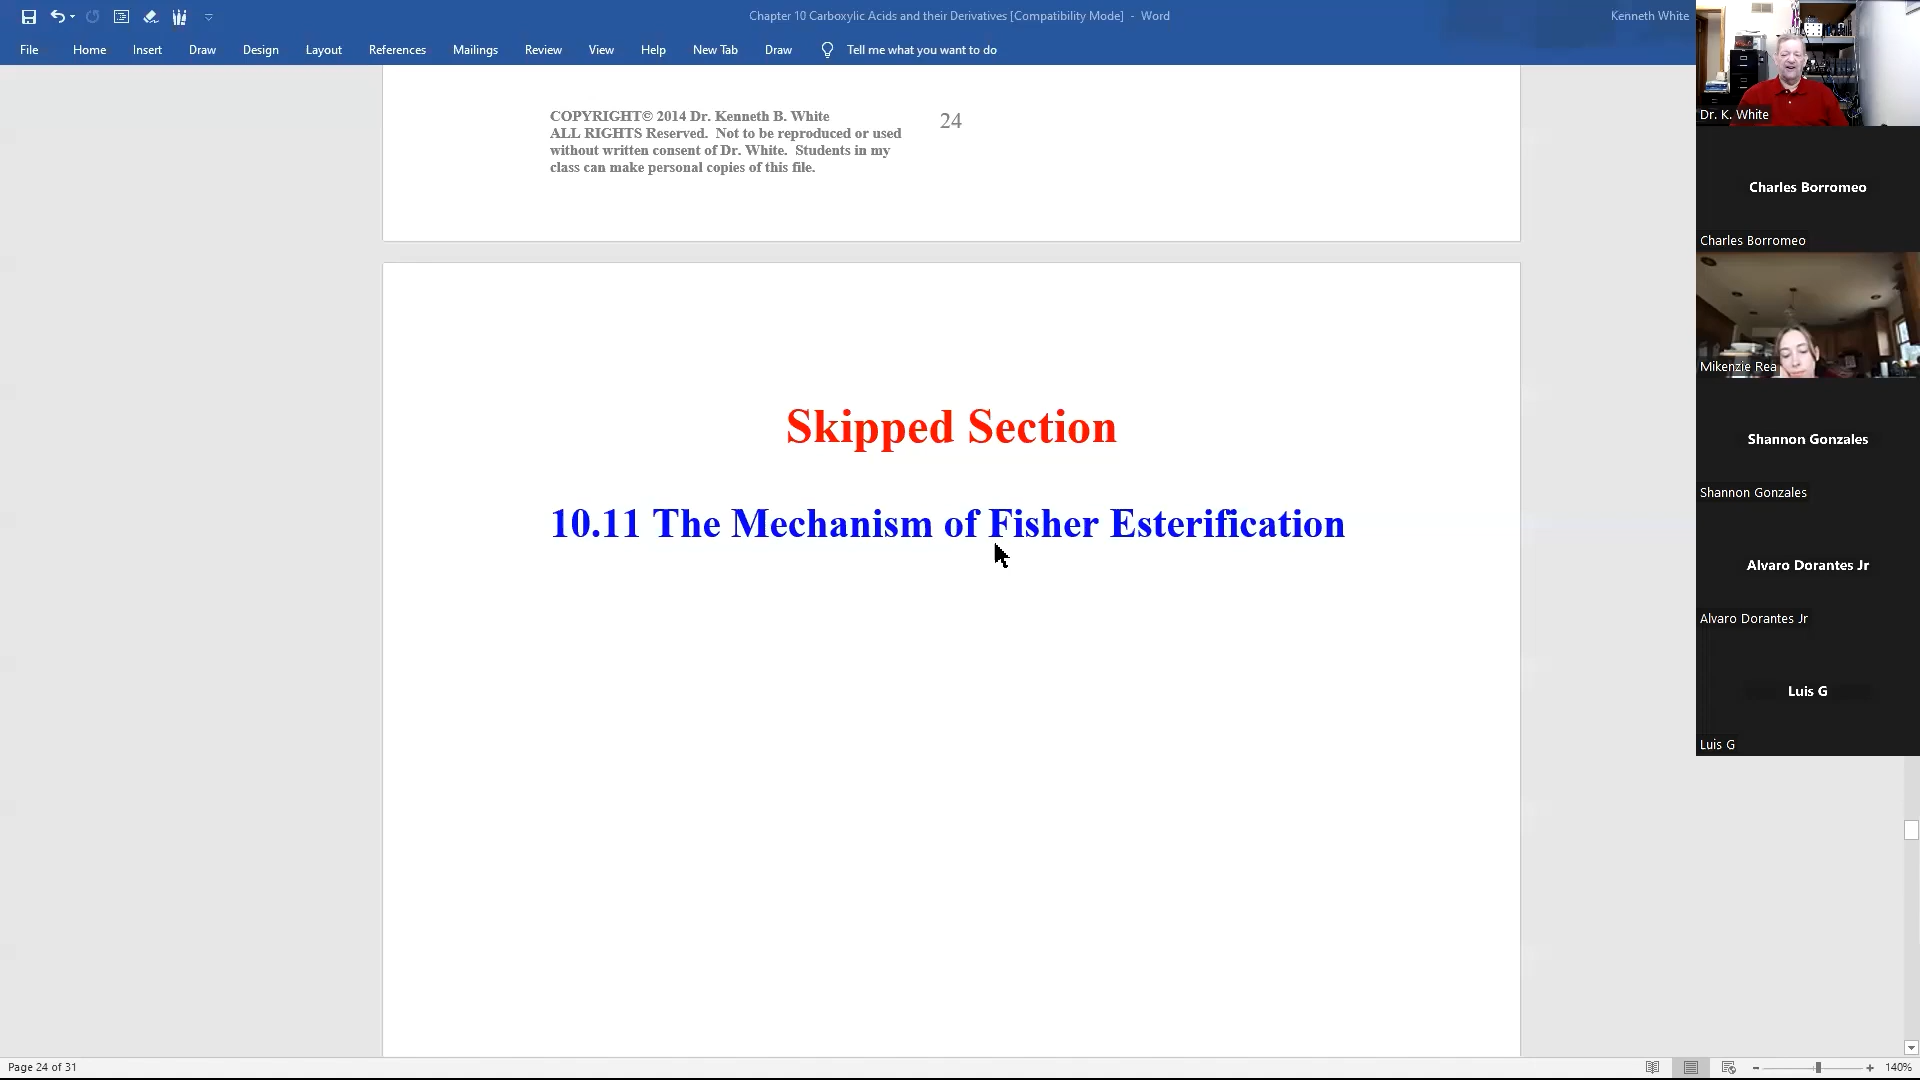 Chapter 10 Carboxylic Acids and their Derivatives [Compatibility Mode] - Word
Kenneth White
File Home Insert Draw Design Layout References Mailings Review View Help New Tab Draw Tell me what you want to do
COPYRIGHT© 2014 Dr. Kenneth B. White
24
ALL RIGHTS Reserved. Not to be reproduced or used
without written consent of Dr. White. Students in my
class can make personal copies of this file.
Skipped Section
10.11 The Mechanism of Fisher Esterification
Dr. K. White
Charles Borromeo
Charles Borromeo
Mikenzie Rea
Shannon Gonzales
Shannon Gonzales
Alvaro Dorantes Jr
Alvaro Dorantes Jr
Luis G
Luis G
Page 24 of 31
140%